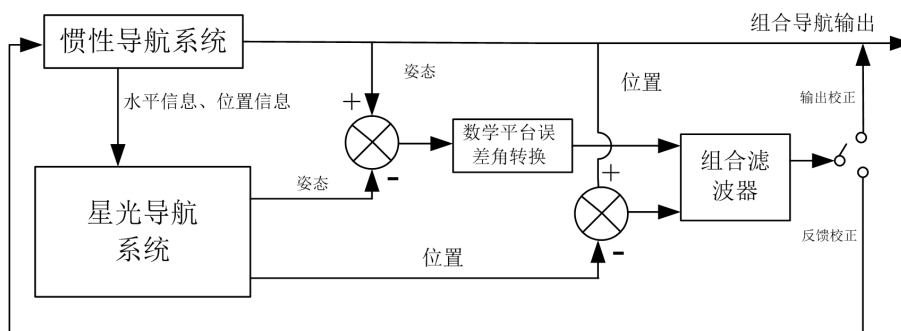 惯性导航系统
组合导航输出
水平信息、位置信息
姿态
位置
输出校正
+
数学平台误
差角转换
-
组合滤
波器
姿态
+
星光导航
系统
位置
-
反馈校正